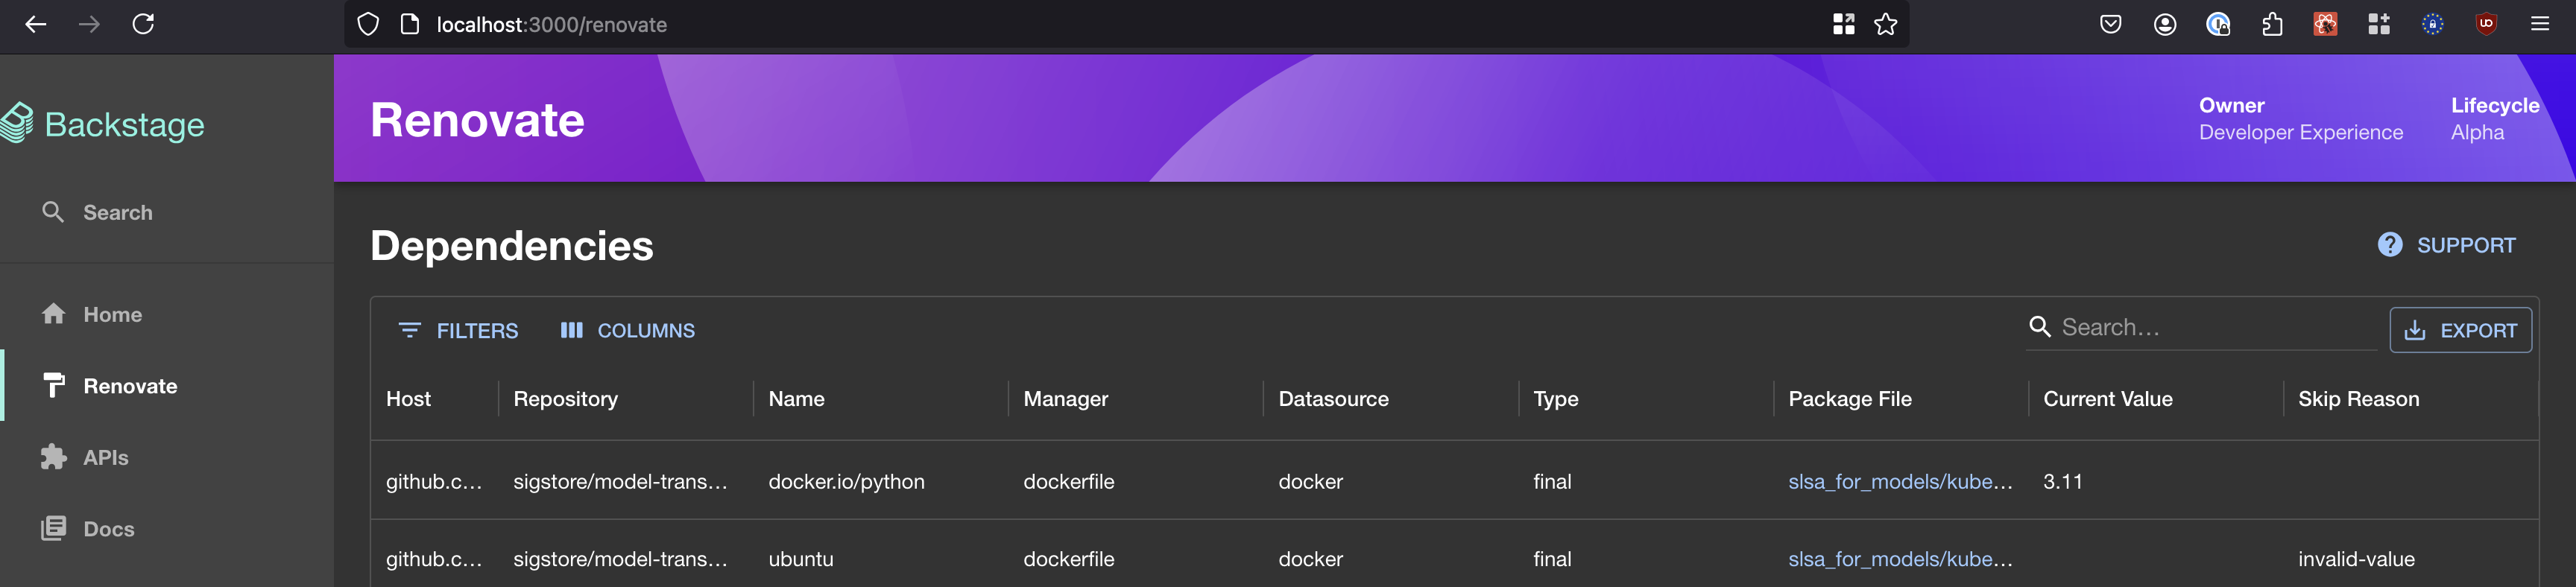 localhost:3000/renovate
Backstage
Search
Home
Renovate
APIs
Docs
Renovate
Owner
Developer Experience
Lifecycle
Alpha
Dependencies
SUPPORT
FILTERS COLUMNS Search… EXPORT
Host Repository Name Manager Datasource Type Package File Current Value Skip Reason
github.c… sigstore/model-trans… docker.io/python dockerfile docker final slsa_for_models/kube… 3.11
github.c… sigstore/model-trans… ubuntu dockerfile docker final slsa_for_models/kube… invalid-value